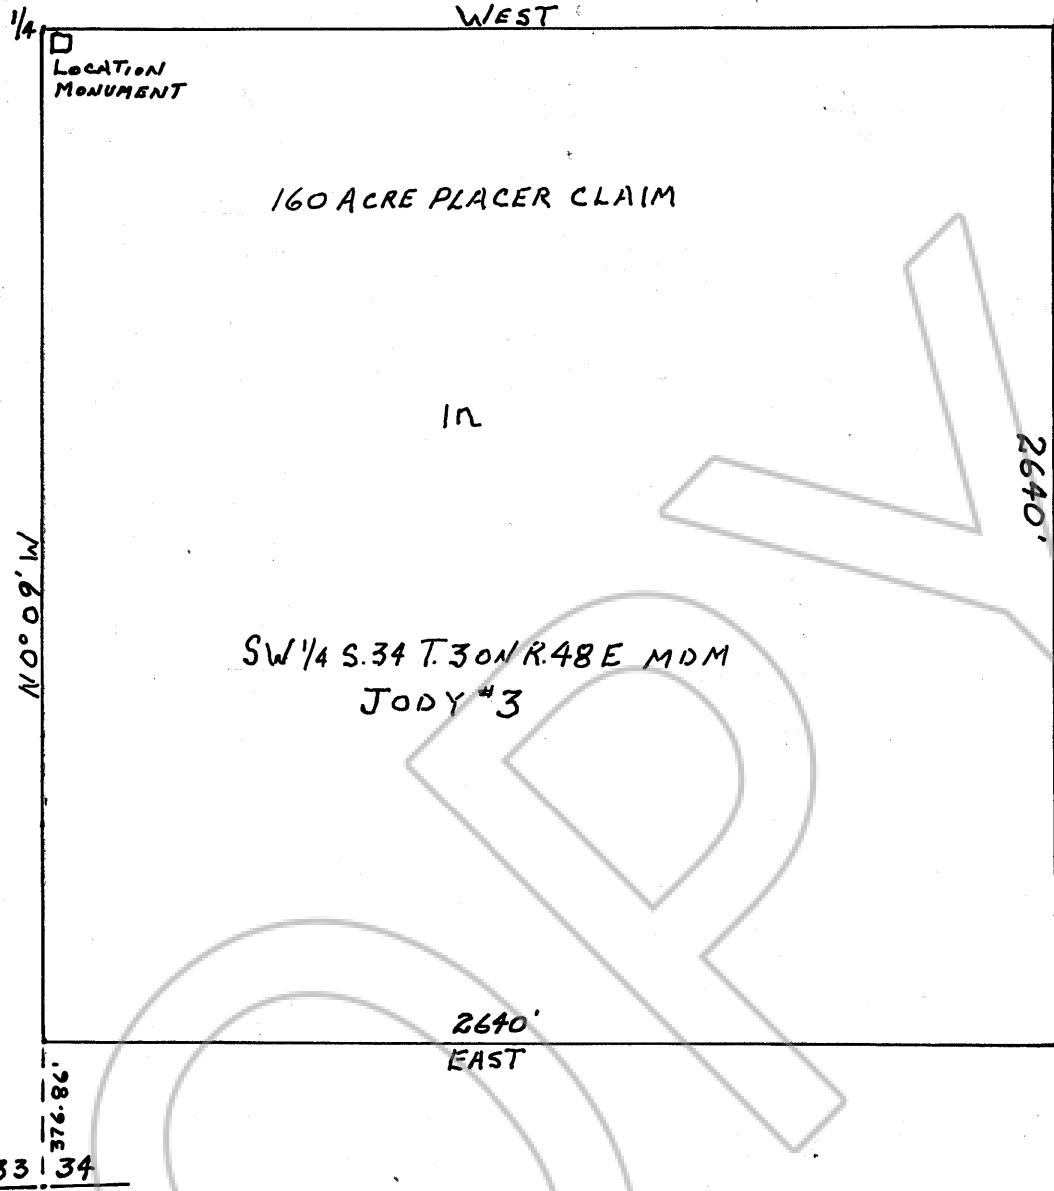 1/4
WEST
LOCATION
MONUMENT
160 ACRE PLACER CLAIM
In
2640'
N0°09'W
SW 1/4 S.34 T.30N R.48E MDM
JODY #3
2640'
EAST
376.86'
33 34
OPY